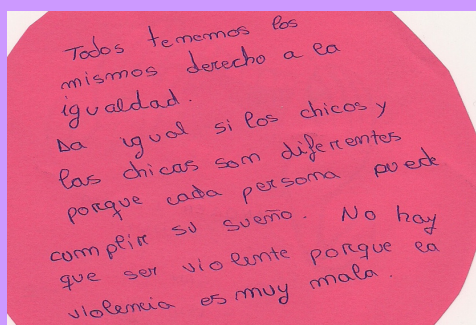 Todos tenemos los
mismos derecho a la
igualdad.
Da igual si los chicos y
las chicas son diferentes
porque cada persona puede
cumplir su sueño. No hay
que ser violente porque la
violencia es muy mala.